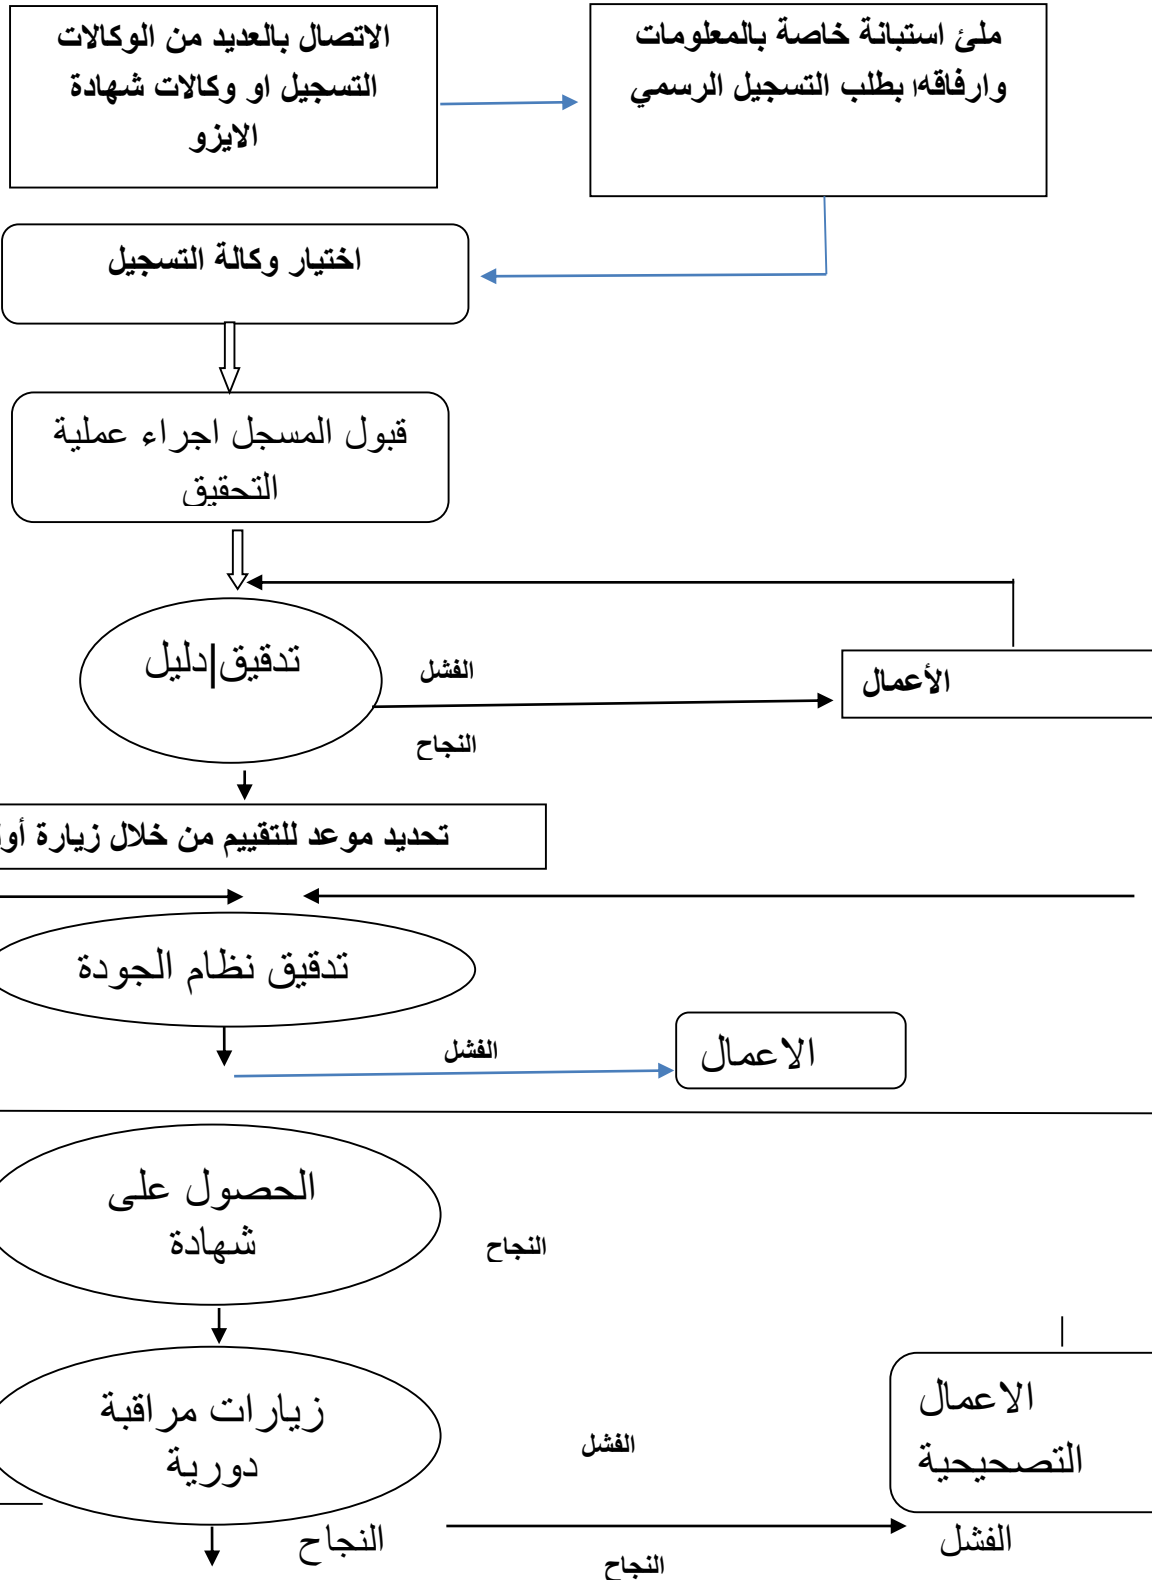 الاتصال بالعديد من الوكالات
التسجيل او وكالات شهادة
الايزو
ملئ استبانة خاصة بالمعلومات
وارفاقها بطلب التسجيل الرسمي
اختيار وكالة التسجيل
قبول المسجل اجراء عملية
التحقيق
تدقيق|دليل
الفشل
الأعمال
النجاح
تحديد موعد للتقييم من خلال زيارة
تدقيق نظام الجودة
الفشل
الاعمال
الحصول على
شهادة
النجاح
زيارات مراقبة
دورية
الفشل
الاعمال
التصحيحية
النجاح
الفشل
النجاح